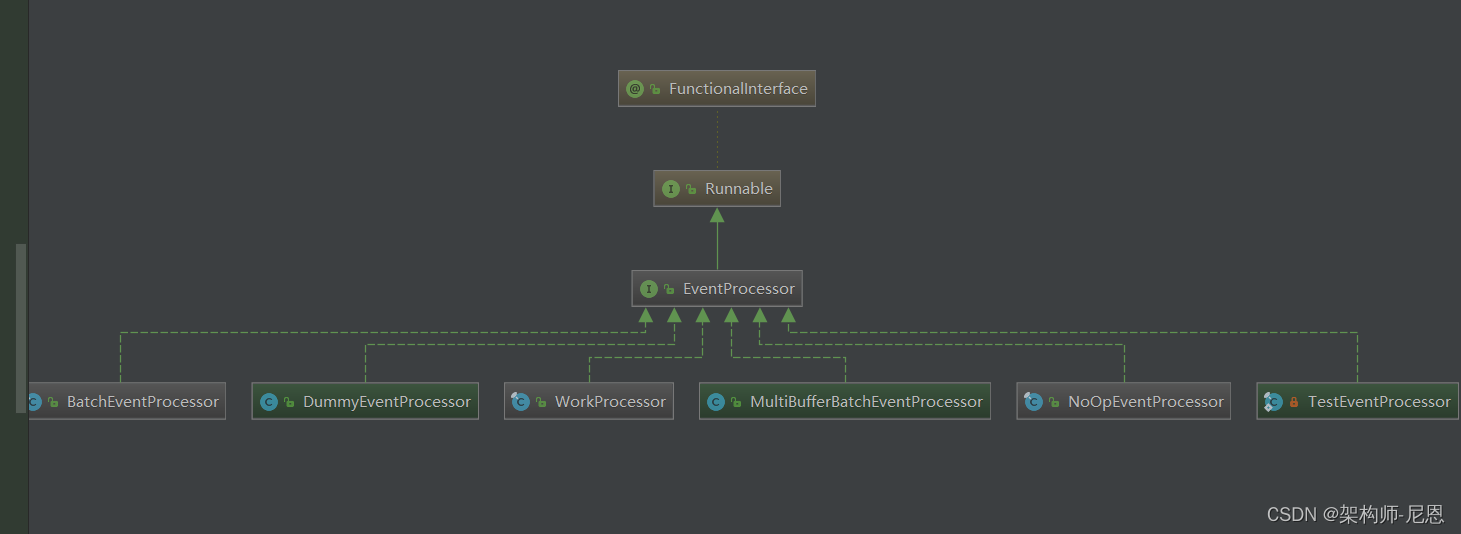 FunctionalInterface
Runnable
EventProcessor
BatchEventProcessor
DummyEventProcessor
WorkProcessor
MultiBufferBatchEventProcessor
NoOpEventProcessor
TestEventProcessor
CSDN @架构师-尼恩